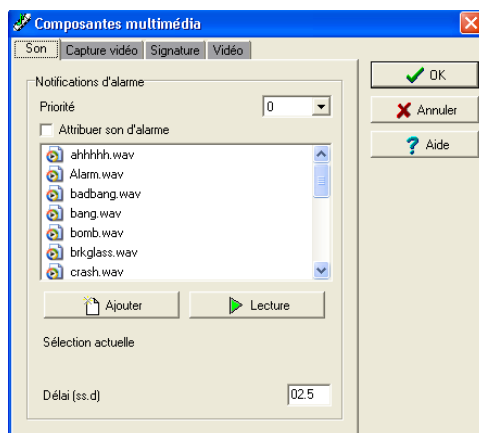 Composantes multimédia
Son
Capture vidéo
Signature
Vidéo
Notifications d'alarme
Priorité
0
Attribuer son d'alarme
ahhhhh.wav
Alarm.wav
badbang.wav
bang.wav
bomb.wav
brkglass.wav
crash.wav
Ajouter
Lecture
Sélection actuelle
Délai (ss.d)
02.5
OK
Annuler
Aide